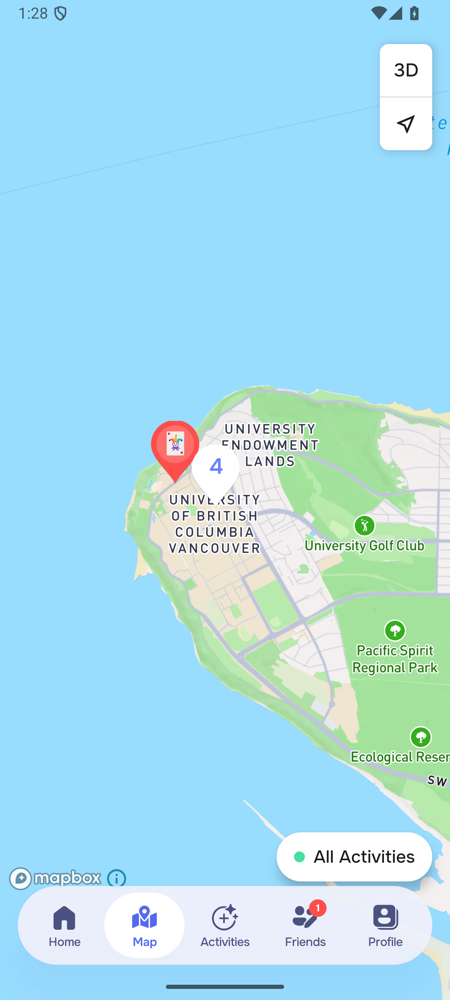 1:28
3D
UNIVERSITY
ENDOWMENT
LANDS
4
UNIVERSITY
OF BRITISH
COLUMBIA
VANCOUVER
University Golf Club
Pacific Spirit
Regional Park
Ecological Reser
SW
All Activities
mapbox
Home
Map
Activities
1
Friends
Profile